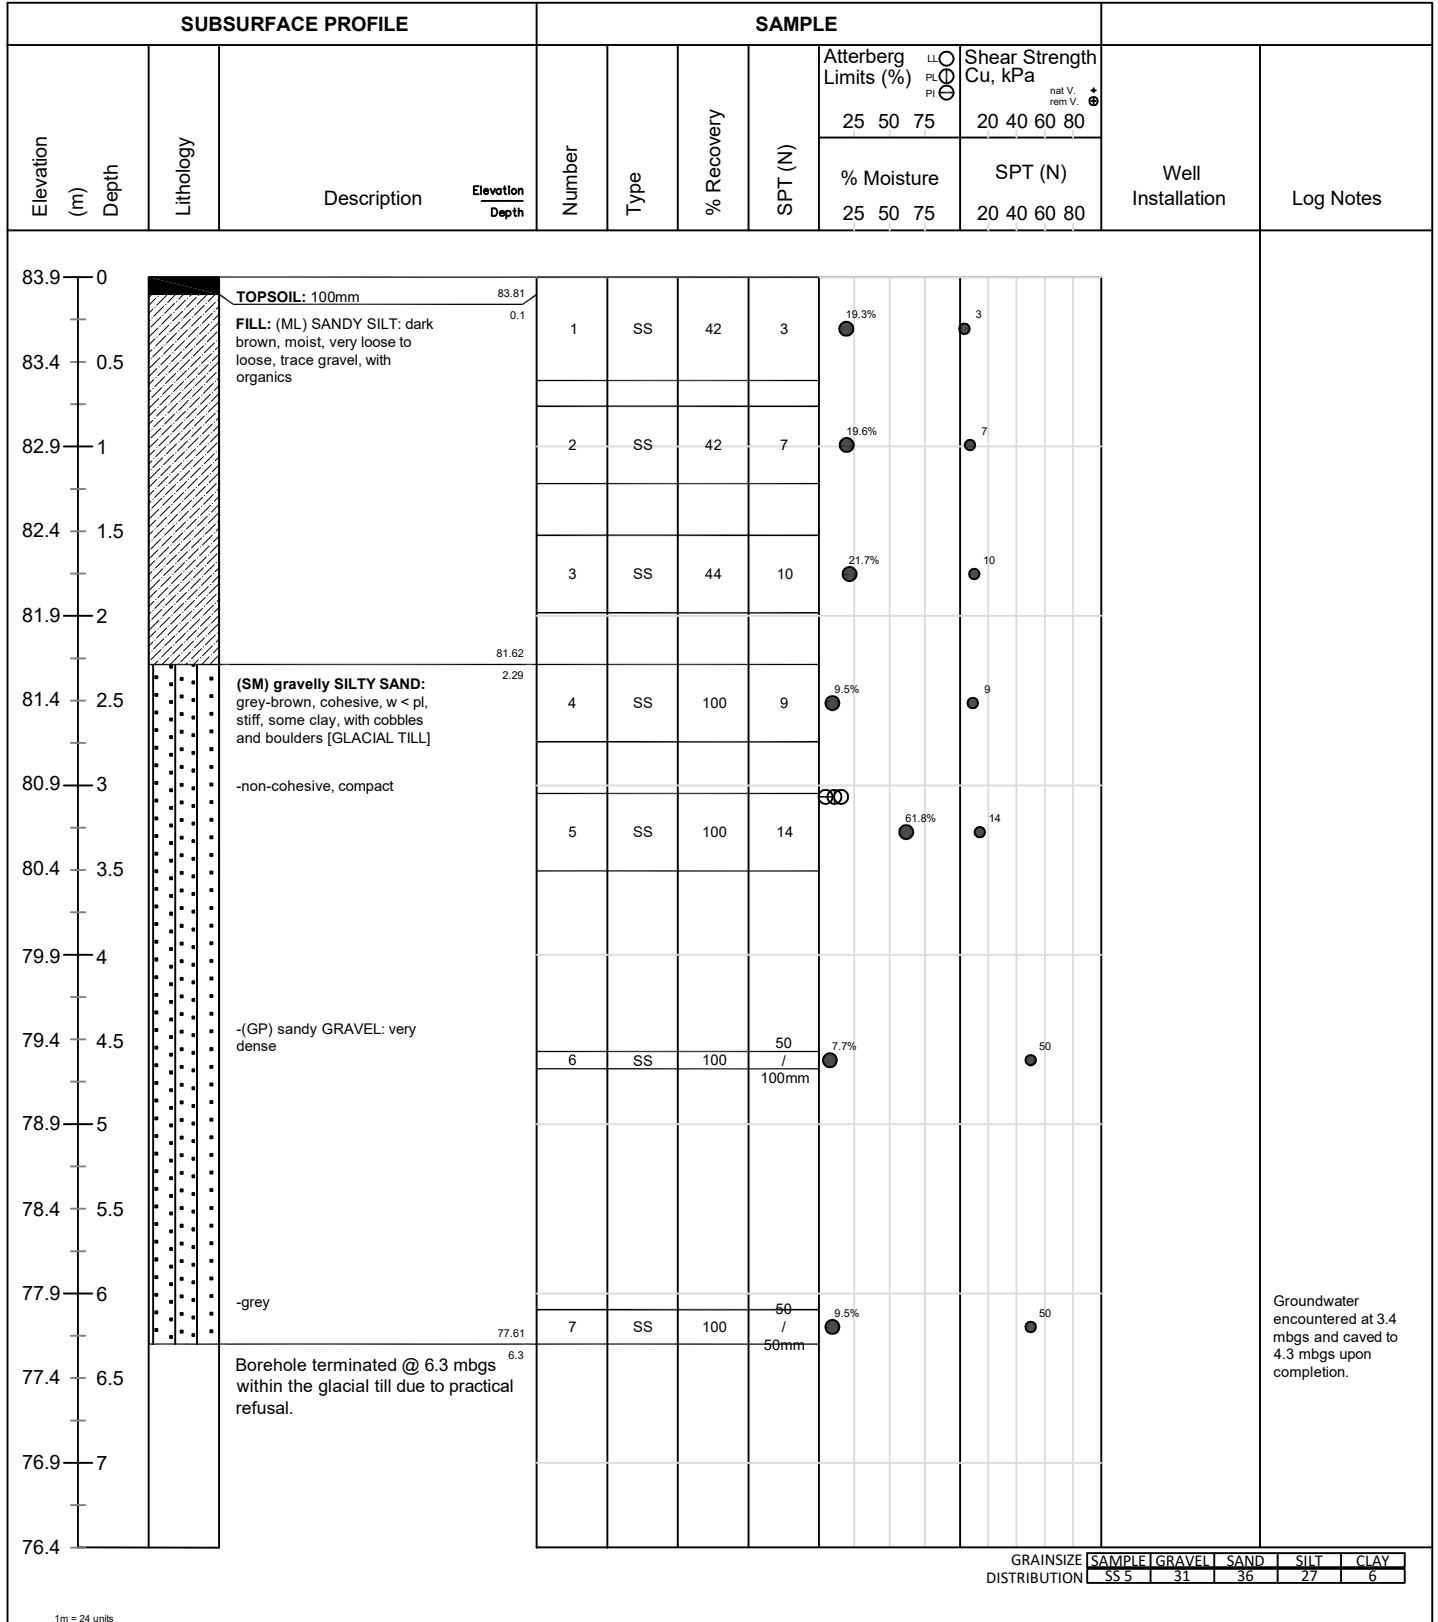 SUBSURFACE PROFILE
SAMPLE
Elevation
(m)
Depth
Lithology
Description
Elevation
Depth
Number
Type
% Recovery
SPT (N)
Atterberg
Limits (%)
LL
PL
PI
25 50 75
% Moisture
25 50 75
Shear Strength
Cu, kPa
nat V.
rem V.
20 40 60 80
SPT (N)
20 40 60 80
Well
Installation
Log Notes
83.9 0
TOPSOIL: 100mm 83.81
0.1
FILL: (ML) SANDY SILT: dark
brown, moist, very loose to
loose, trace gravel, with
organics
1 SS 42 3 19.3% 3
83.4 0.5
82.9 1
2 SS 42 7 19.6% 7
82.4 1.5
3 SS 44 10 21.7% 10
81.9 2
81.62
2.29
(SM) gravelly SILTY SAND:
grey-brown, cohesive, w < pl,
stiff, some clay, with cobbles
and boulders [GLACIAL TILL]
81.4 2.5
4 SS 100 9 9.5% 9
80.9 3
-non-cohesive, compact
5 SS 100 14 61.8% 14
80.4 3.5
79.9 4
79.4 4.5
-(GP) sandy GRAVEL: very
dense
6 SS 100 50 / 100mm 7.7% 50
78.9 5
78.4 5.5
77.9 6
-grey
7 SS 100 50 / 50mm 9.5% 50
77.61
6.3
Borehole terminated @ 6.3 mbgs
within the glacial till due to practical
refusal.
Groundwater
encountered at 3.4
mbgs and caved to
4.3 mbgs upon
completion.
77.4 6.5
76.9 7
76.4
GRAINSIZE
DISTRIBUTION
SAMPLE GRAVEL SAND SILT CLAY
SS 5 31 36 27 6
1m = 24 units